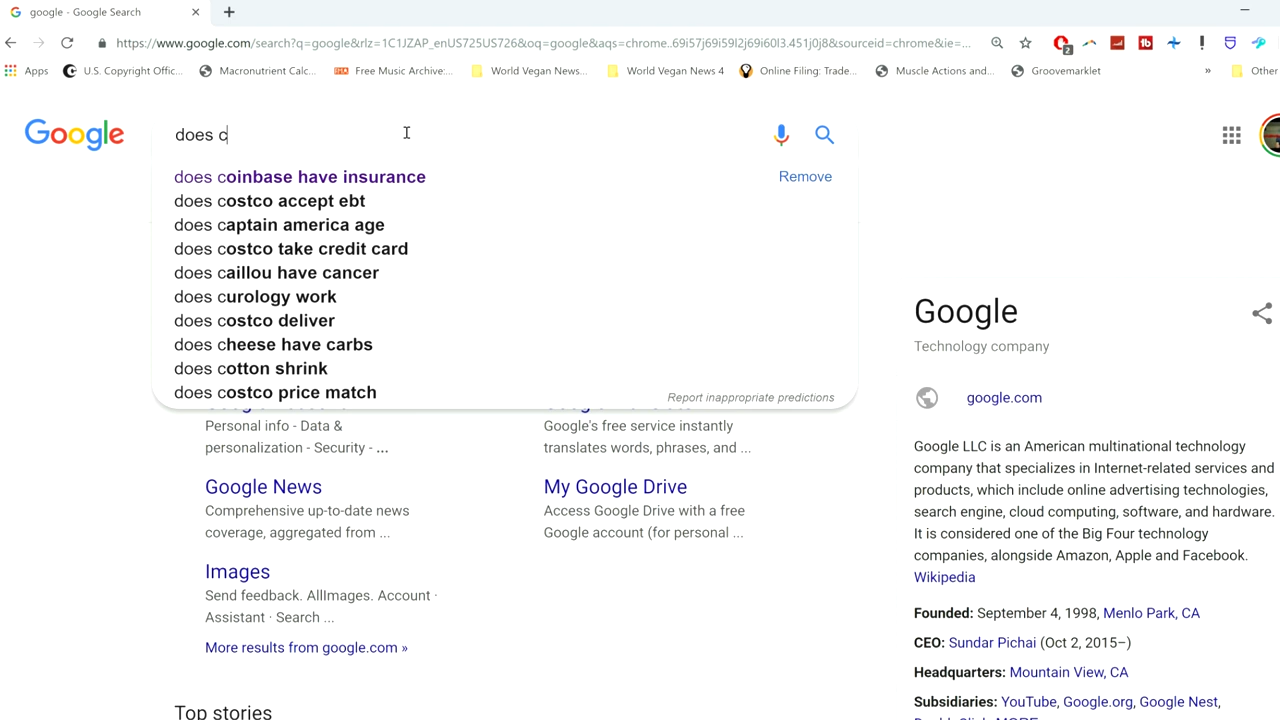 google - Google Search
https://www.google.com/search?q=google&rlz=1C1JZAP_enUS725US726&oq=google&aqs=chrome..69i57j69i59l2j69i60l3.451j0j8&sourceid=chrome&ie=...
2
Apps U.S. Copyright Offic... Macronutrient Calc... Free Music Archive:... World Vegan News... World Vegan News 4 Online Filing: Trade... Muscle Actions and... Groovemarklet » Other
Google
does c
does coinbase have insurance Remove
does costco accept ebt
does captain america age
does costco take credit card
does caillou have cancer
does curology work
does costco deliver
does cheese have carbs
does cotton shrink
does costco price match
Report inappropriate predictions
Personal info - Data &
personalization - Security - ...
Google's free service instantly
translates words, phrases, and ...
Google News
Comprehensive up-to-date news
coverage, aggregated from ...
My Google Drive
Access Google Drive with a free
Google account (for personal ...
Images
Send feedback. AllImages. Account ·
Assistant · Search ...
More results from google.com »
Top stories
Google
Technology company
google.com
Google LLC is an American multinational technology
company that specializes in Internet-related services and
products, which include online advertising technologies,
search engine, cloud computing, software, and hardware.
It is considered one of the Big Four technology
companies, alongside Amazon, Apple and Facebook.
Wikipedia
Founded: September 4, 1998, Menlo Park, CA
CEO: Sundar Pichai (Oct 2, 2015–)
Headquarters: Mountain View, CA
Subsidiaries: YouTube, Google.org, Google Nest,